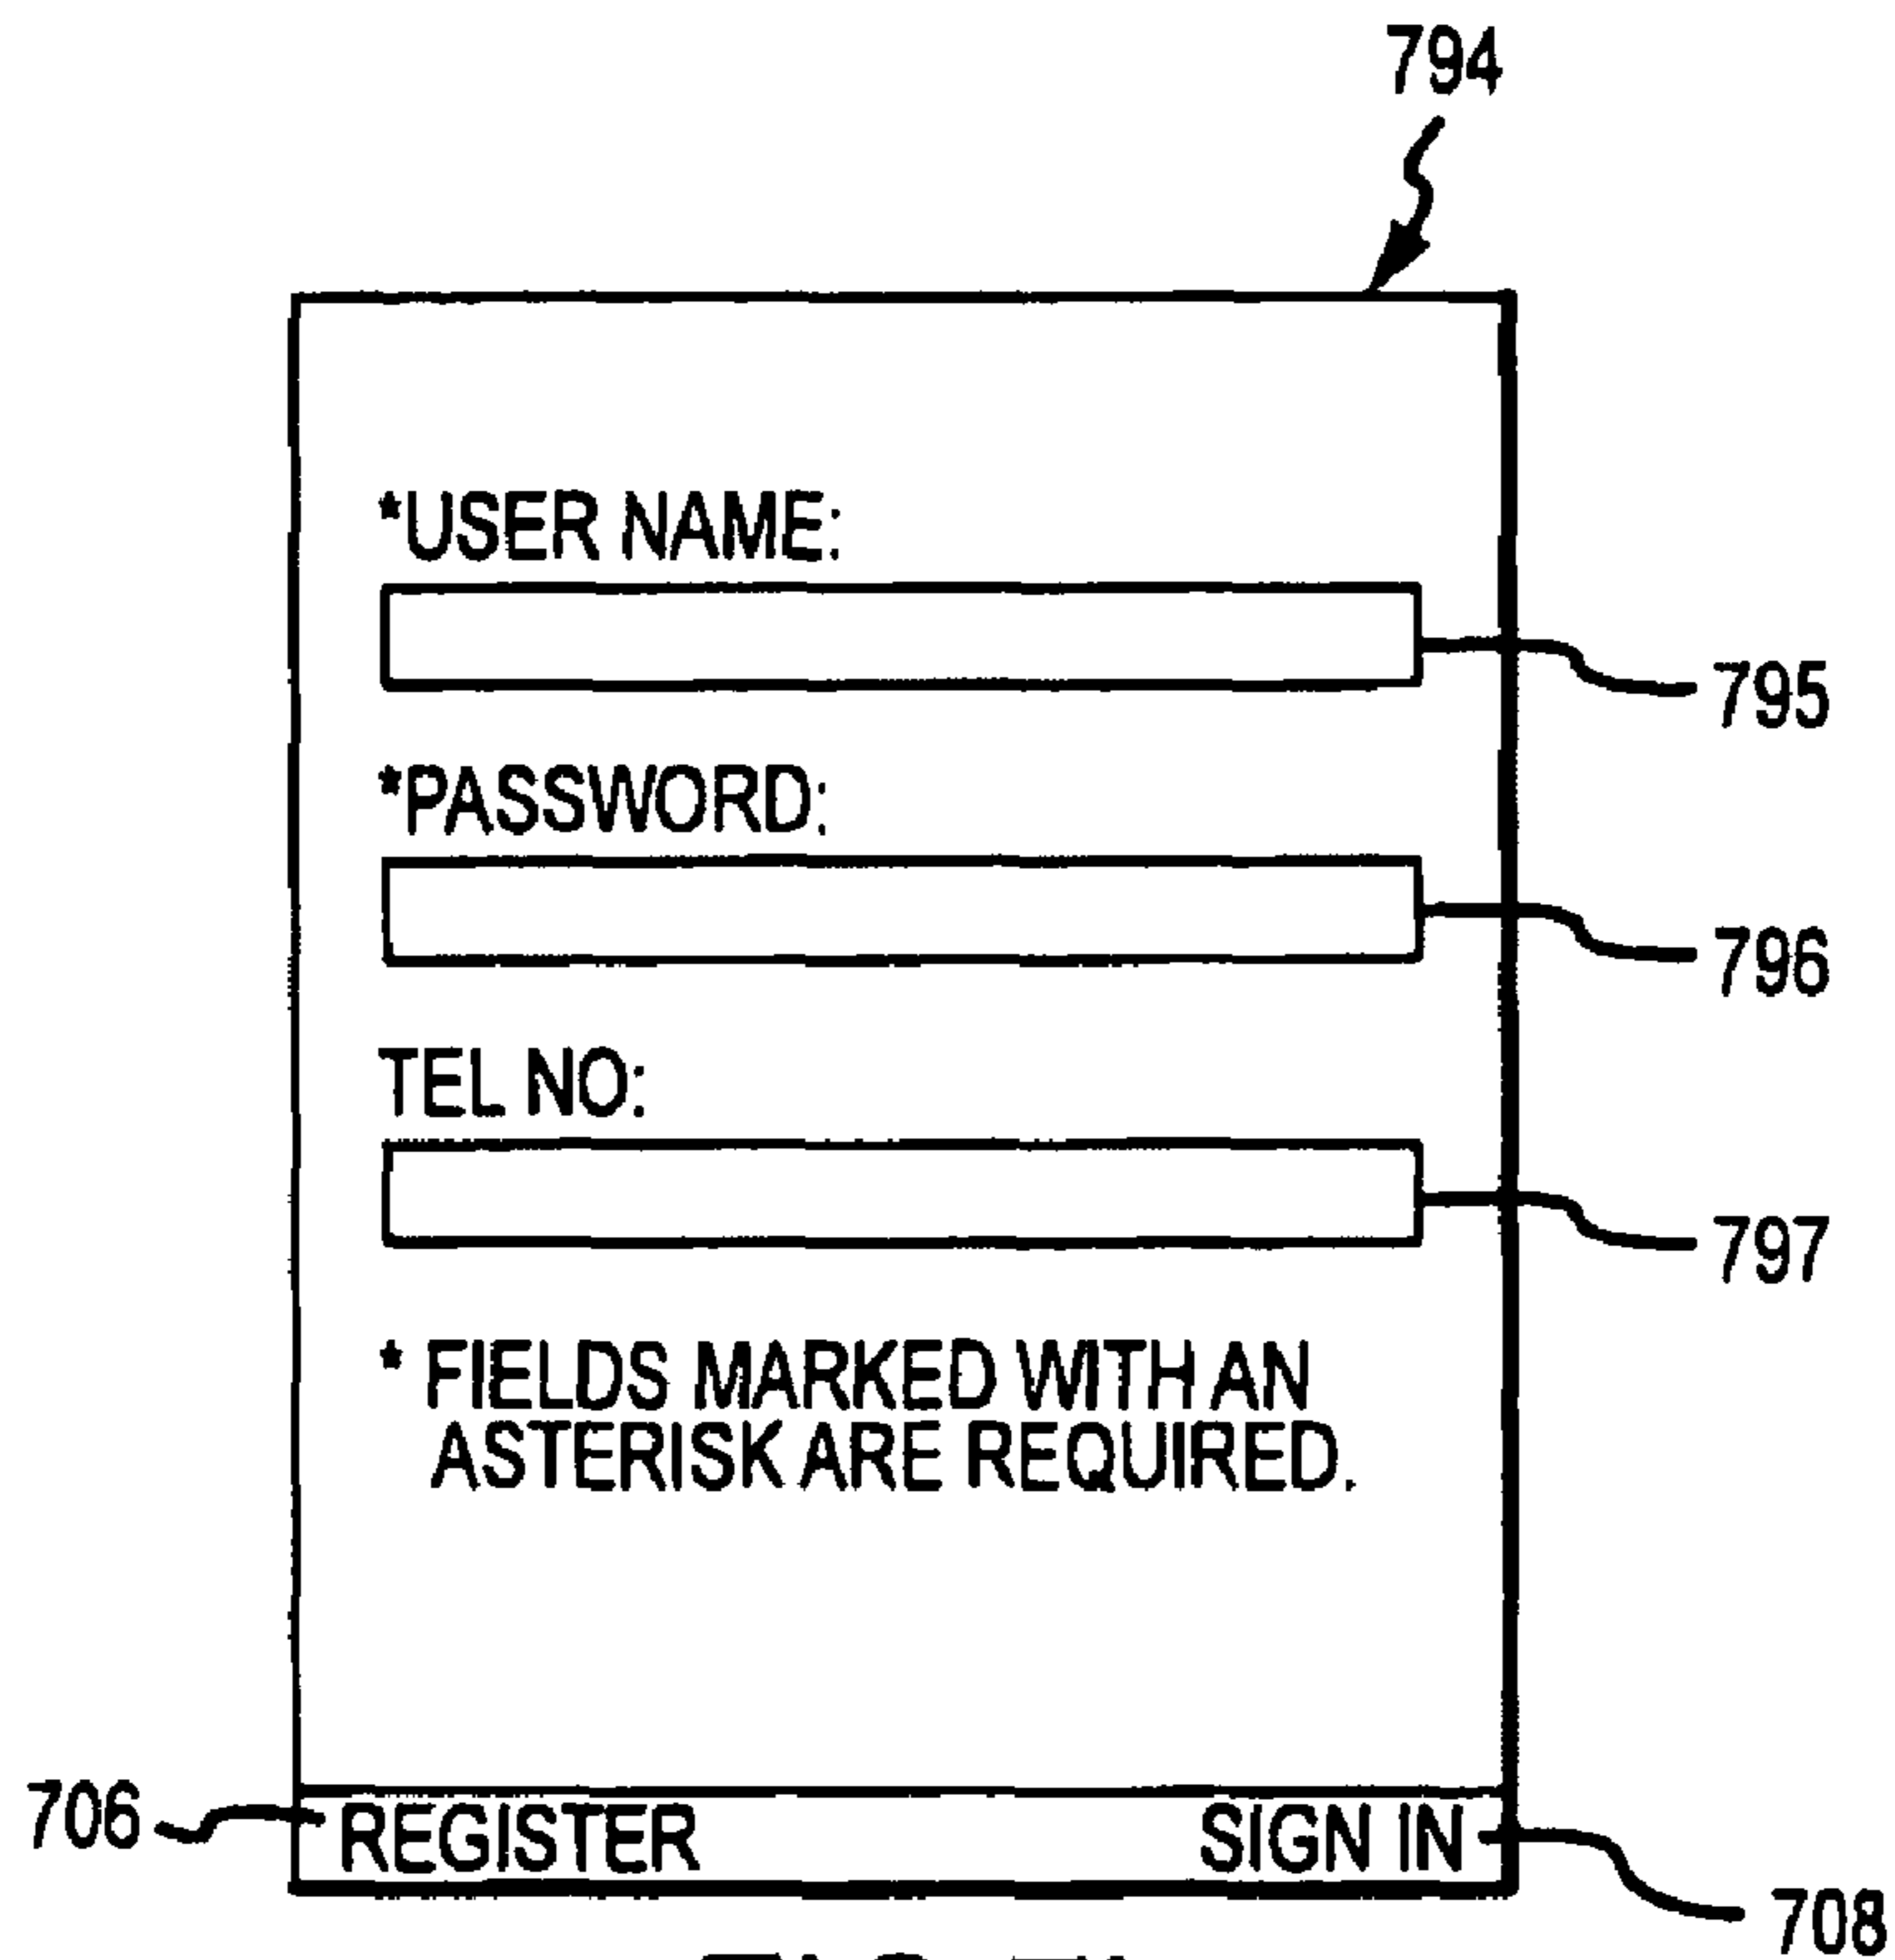 794
*USER NAME:
795
*PASSWORD:
796
TEL NO:
797
* FIELDS MARKED WITH AN
ASTERISK ARE REQUIRED.
706 REGISTER SIGN IN
708